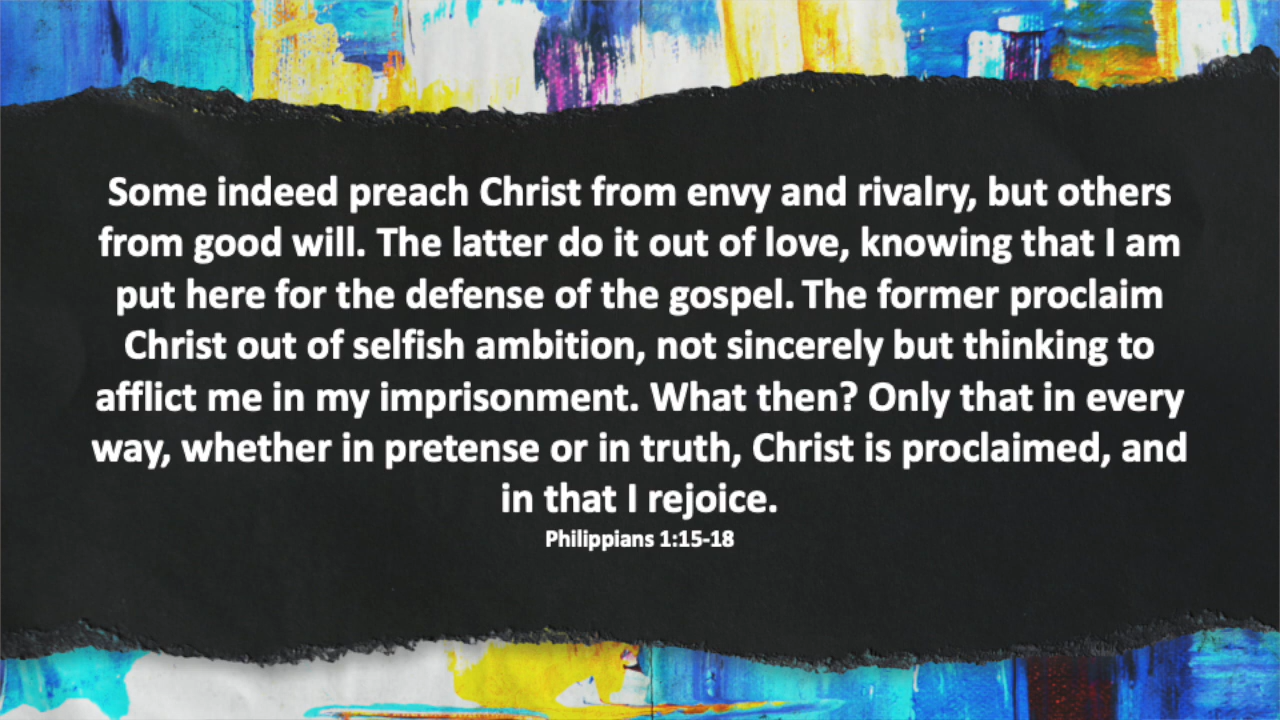 Some indeed preach Christ from envy and rivalry, but others
from good will. The latter do it out of love, knowing that I am
put here for the defense of the gospel. The former proclaim
Christ out of selfish ambition, not sincerely but thinking to
afflict me in my imprisonment. What then? Only that in every
way, whether in pretense or in truth, Christ is proclaimed, and
in that I rejoice.
Philippians 1:15-18